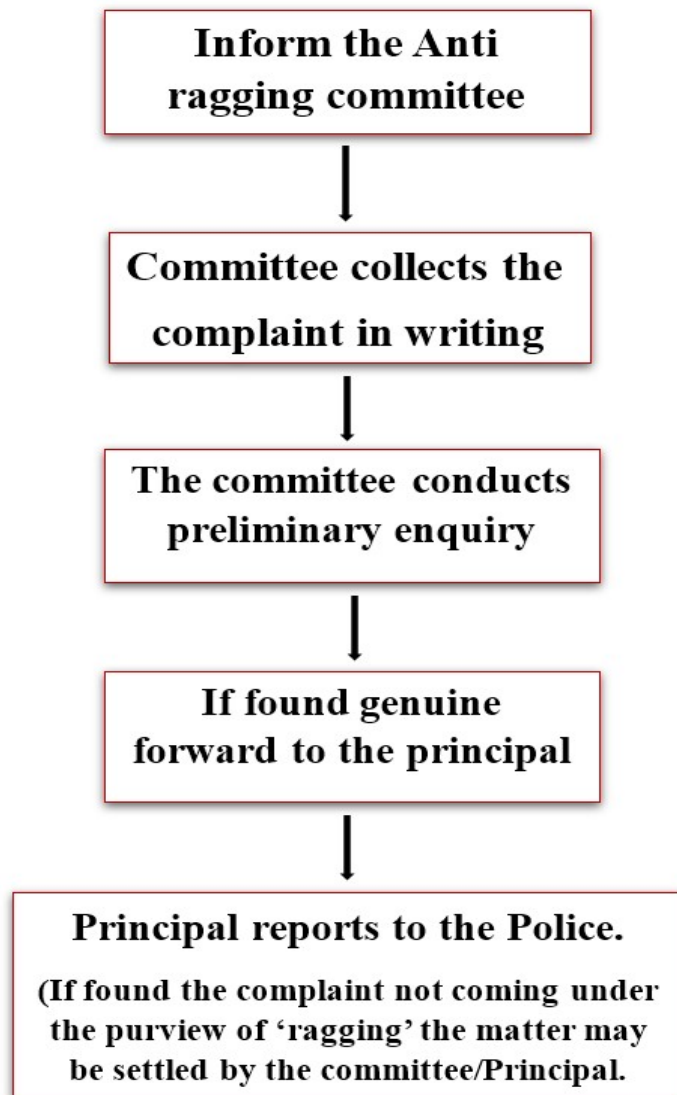 Inform the Anti
ragging committee
Committee collects the
complaint in writing
The committee conducts
preliminary enquiry
If found genuine
forward to the principal
Principal reports to the Police.
(If found the complaint not coming under
the purview of ‘ragging’ the matter may
be settled by the committee/Principal.